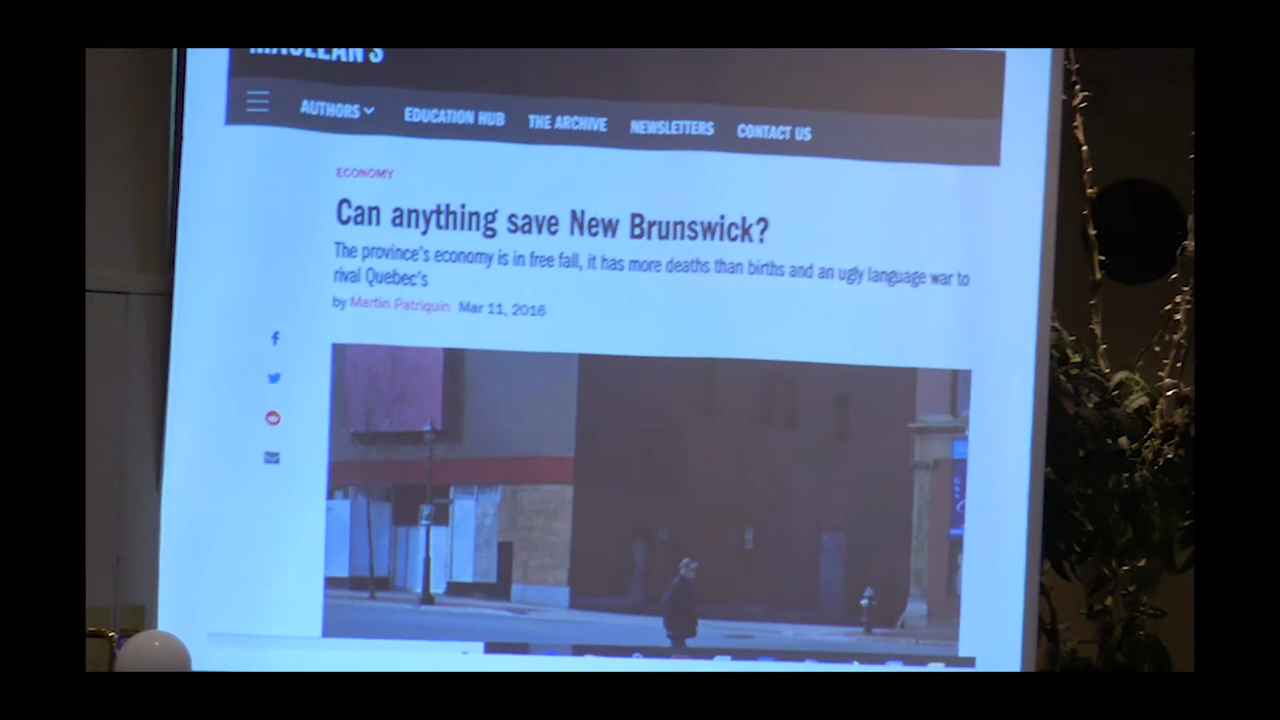 MACLEAN'S
AUTHORS EDUCATION HUB THE ARCHIVE NEWSLETTERS CONTACT US
ECONOMY
Can anything save New Brunswick?
The province's economy is in free fall, it has more deaths than births and an ugly language war to
rival Quebec's
by Martin Patriquin Mar 11, 2016